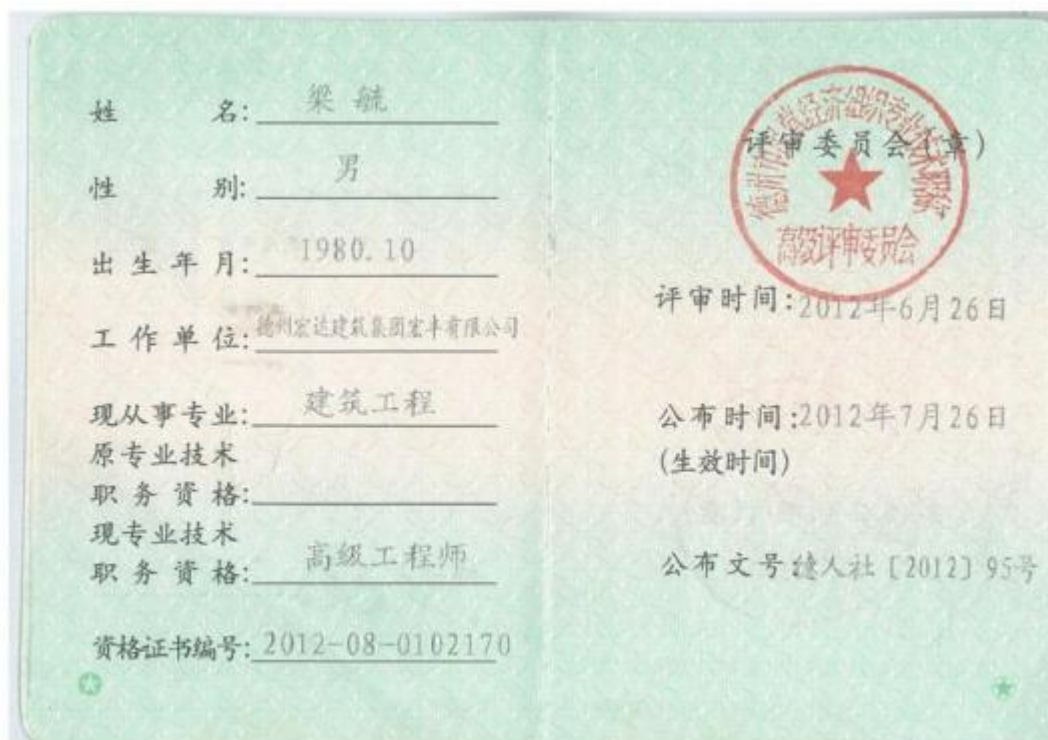 姓 名: 梁毓
性 别: 男
出生年月: 1980.10
工作单位: 德州宏达建筑集团宏丰有限公司
现从事专业: 建筑工程
原专业技术
职务资格:
现专业技术
职务资格: 高级工程师
资格证书编号: 2012-08-0102170
评审委员会(章)
高级评审委员会
评审时间:2012年6月26日
公布时间:2012年7月26日
(生效时间)
公布文号:德人社〔2012〕95号